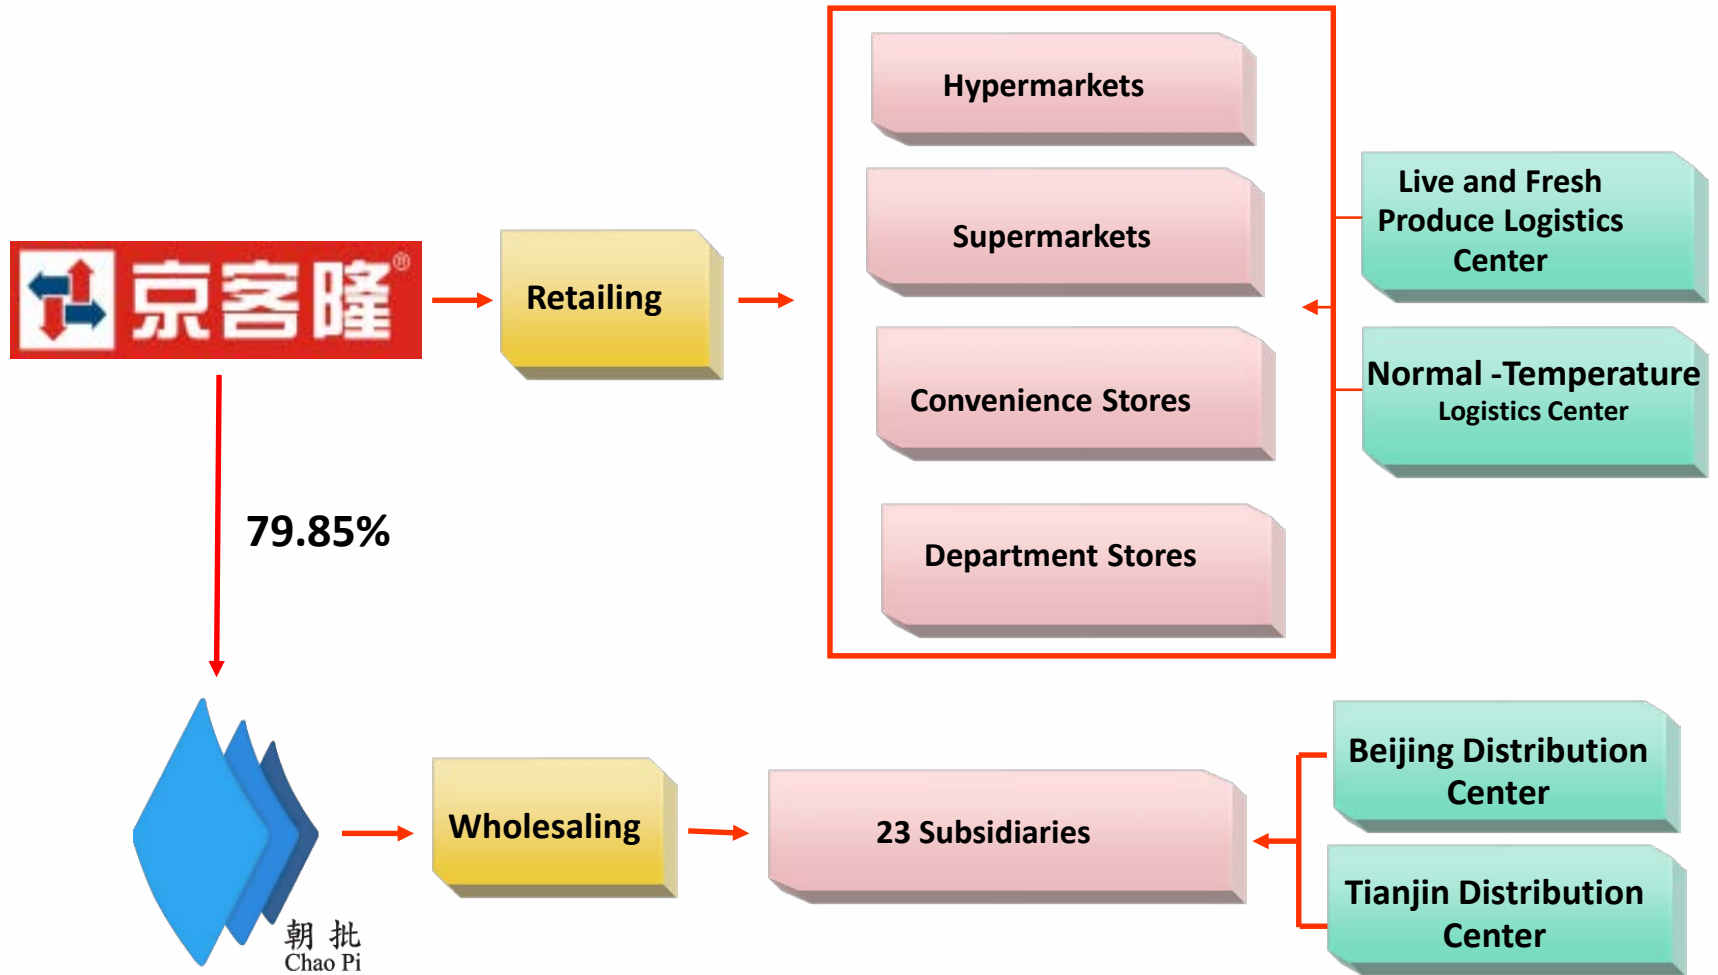 Hypermarkets
Supermarkets
Convenience Stores
Department Stores
Live and Fresh
Produce Logistics
Center
Normal -Temperature
Logistics Center
京客隆®
Retailing
79.85%
朝批
Chao Pi
Wholesaling
23 Subsidiaries
Beijing Distribution
Center
Tianjin Distribution
Center